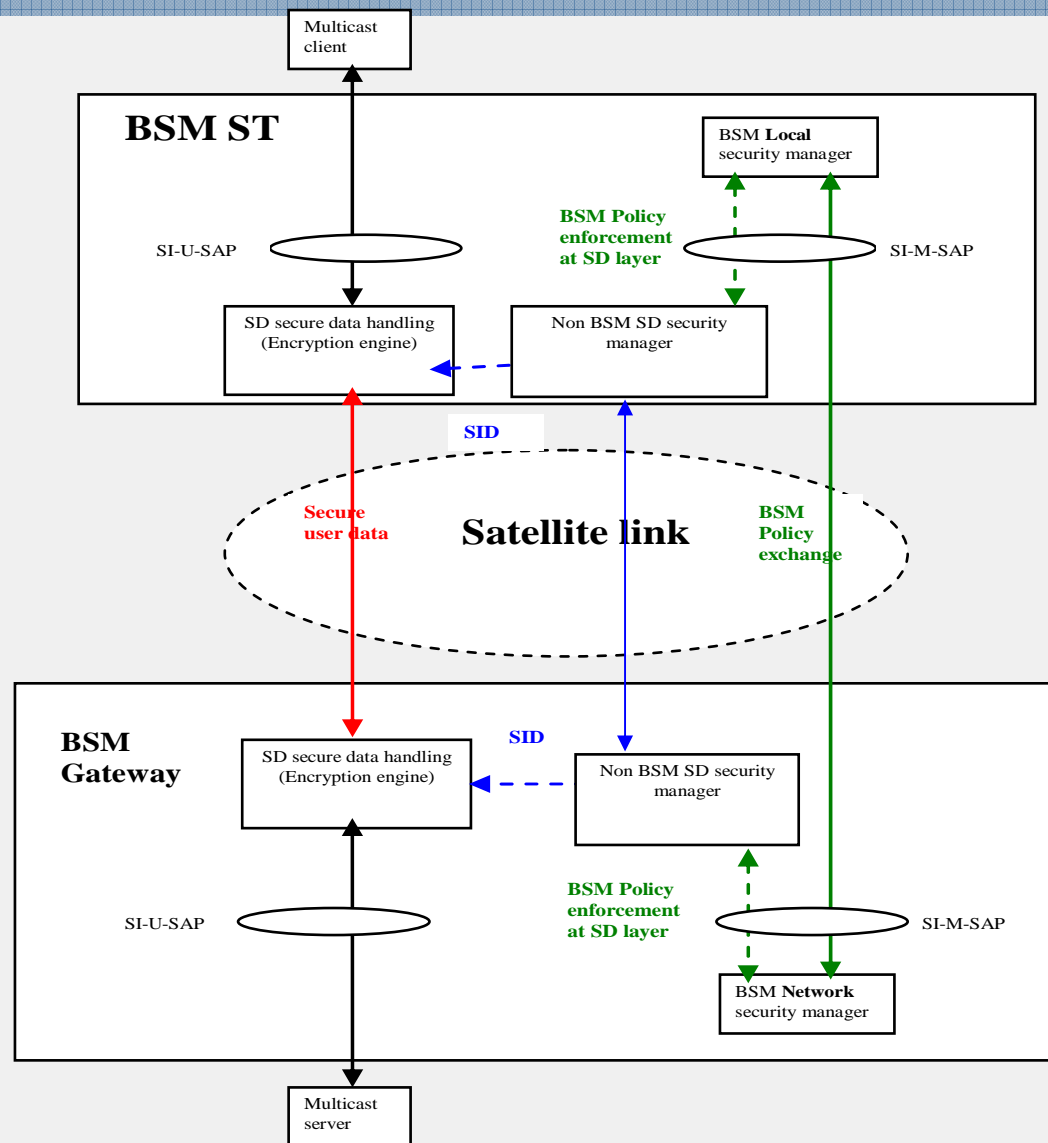 Multicast
client
BSM ST
BSM Local
security manager
BSM Policy
enforcement
at SD layer
SI-U-SAP
SI-M-SAP
SD secure data handling
(Encryption engine)
Non BSM SD security
manager
SID
Secure
user data
Satellite link
BSM
Policy
exchange
BSM
Gateway
SID
SD secure data handling
(Encryption engine)
Non BSM SD security
manager
BSM Policy
enforcement
at SD layer
SI-U-SAP
SI-M-SAP
BSM Network
security manager
Multicast
server